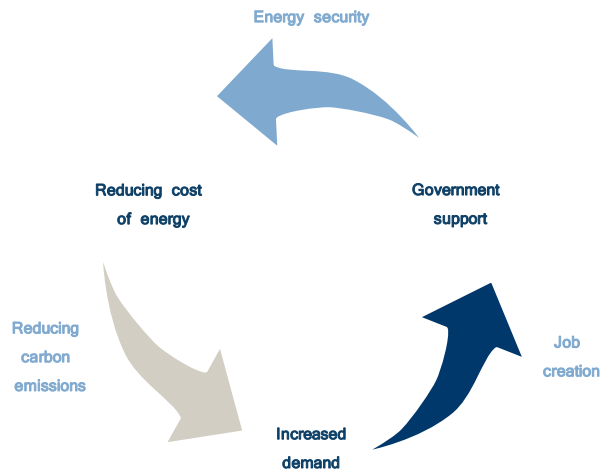 Energy security
Reducing cost
of energy
Government
support
Reducing
carbon
emissions
Job
creation
Increased
demand